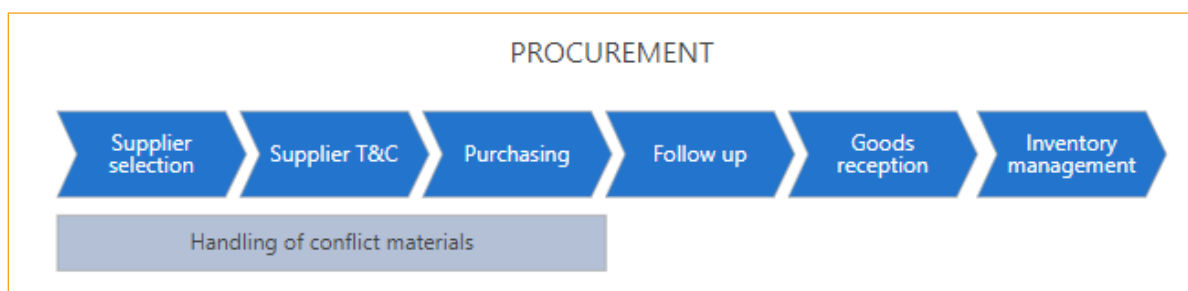 PROCUREMENT
Supplier
selection
Supplier T&C
Purchasing
Follow up
Goods
reception
Inventory
management
Handling of conflict materials